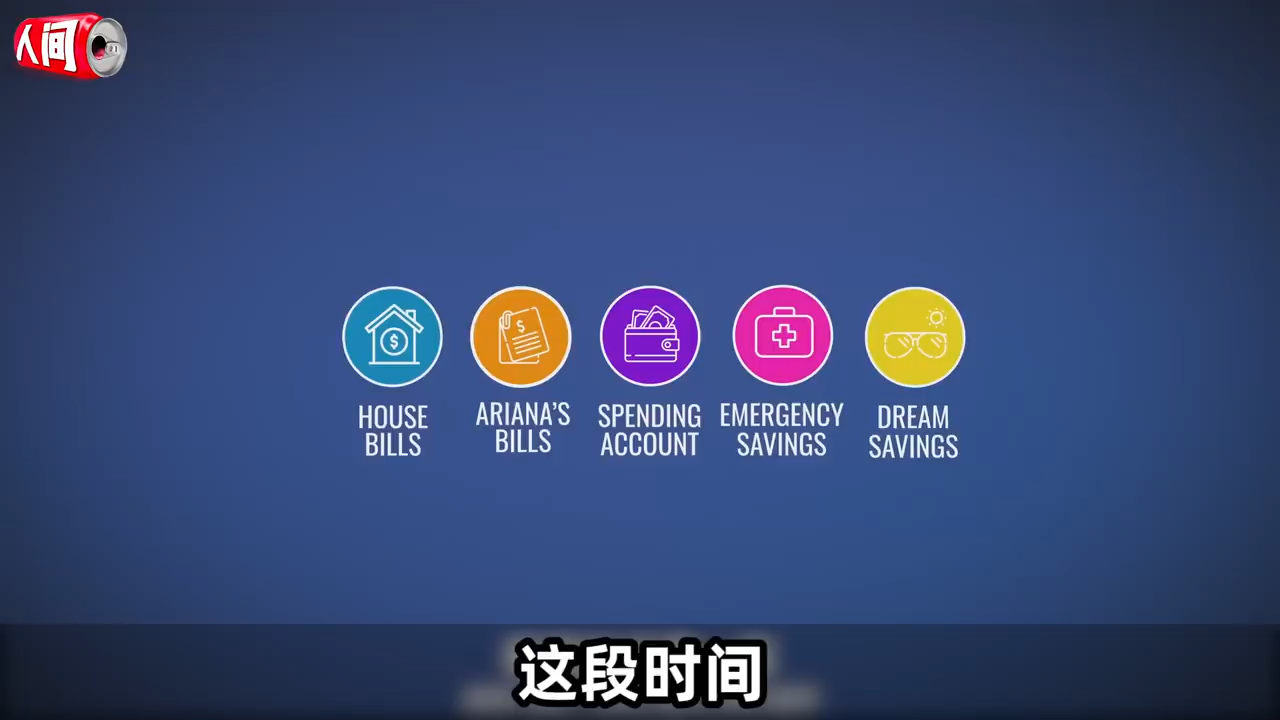 人间
HOUSE
BILLS
ARIANA'S
BILLS
SPENDING
ACCOUNT
EMERGENCY
SAVINGS
DREAM
SAVINGS
这段时间